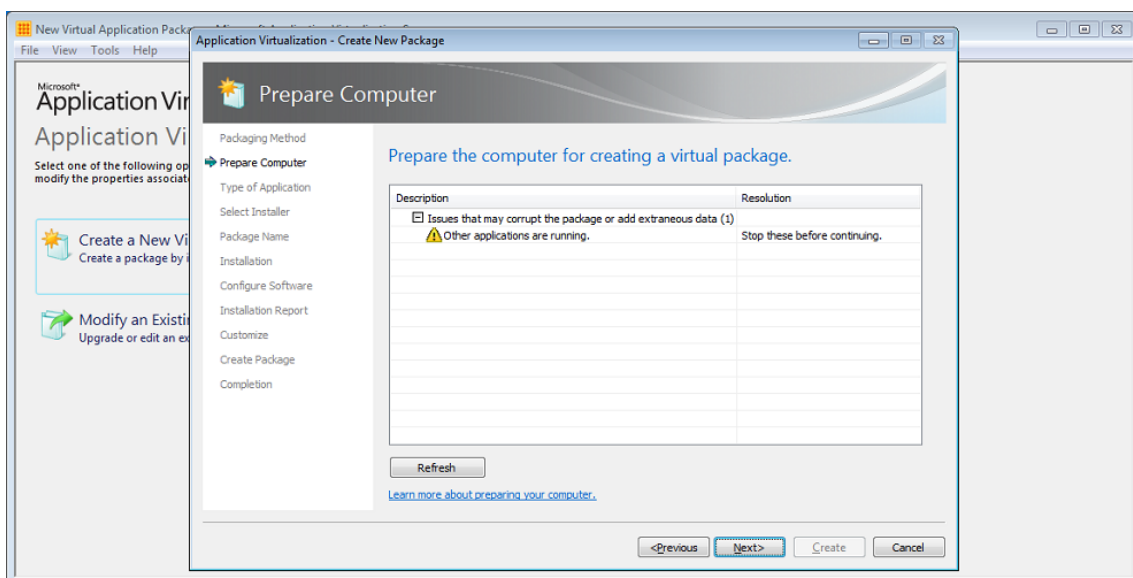 New Virtual Application Packa
File View Tools Help
Microsoft®
Application Vir
Application Vi
Select one of the following op
modify the properties associat
Create a New Vi
Create a package by i
Modify an Existin
Upgrade or edit an ex
Application Virtualization - Create New Package
Prepare Computer
Packaging Method
Prepare Computer
Type of Application
Select Installer
Package Name
Installation
Configure Software
Installation Report
Customize
Create Package
Completion
Prepare the computer for creating a virtual package.
Description Resolution
Issues that may corrupt the package or add extraneous data (1)
Other applications are running. Stop these before continuing.
Refresh
Learn more about preparing your computer.
<Previous Next> Create Cancel